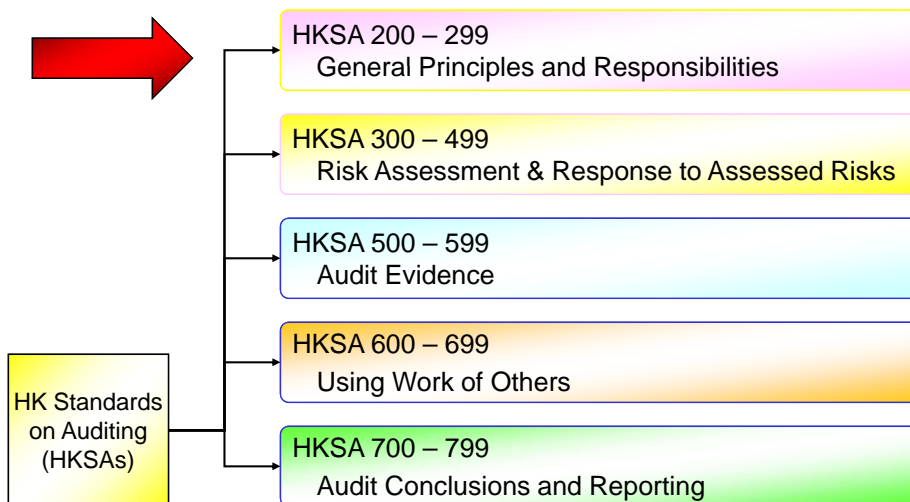 HKSA 200 – 299
General Principles and Responsibilities
HKSA 300 – 499
Risk Assessment & Response to Assessed Risks
HKSA 500 – 599
Audit Evidence
HKSA 600 – 699
Using Work of Others
HK Standards
on Auditing
(HKSAs)
HKSA 700 – 799
Audit Conclusions and Reporting